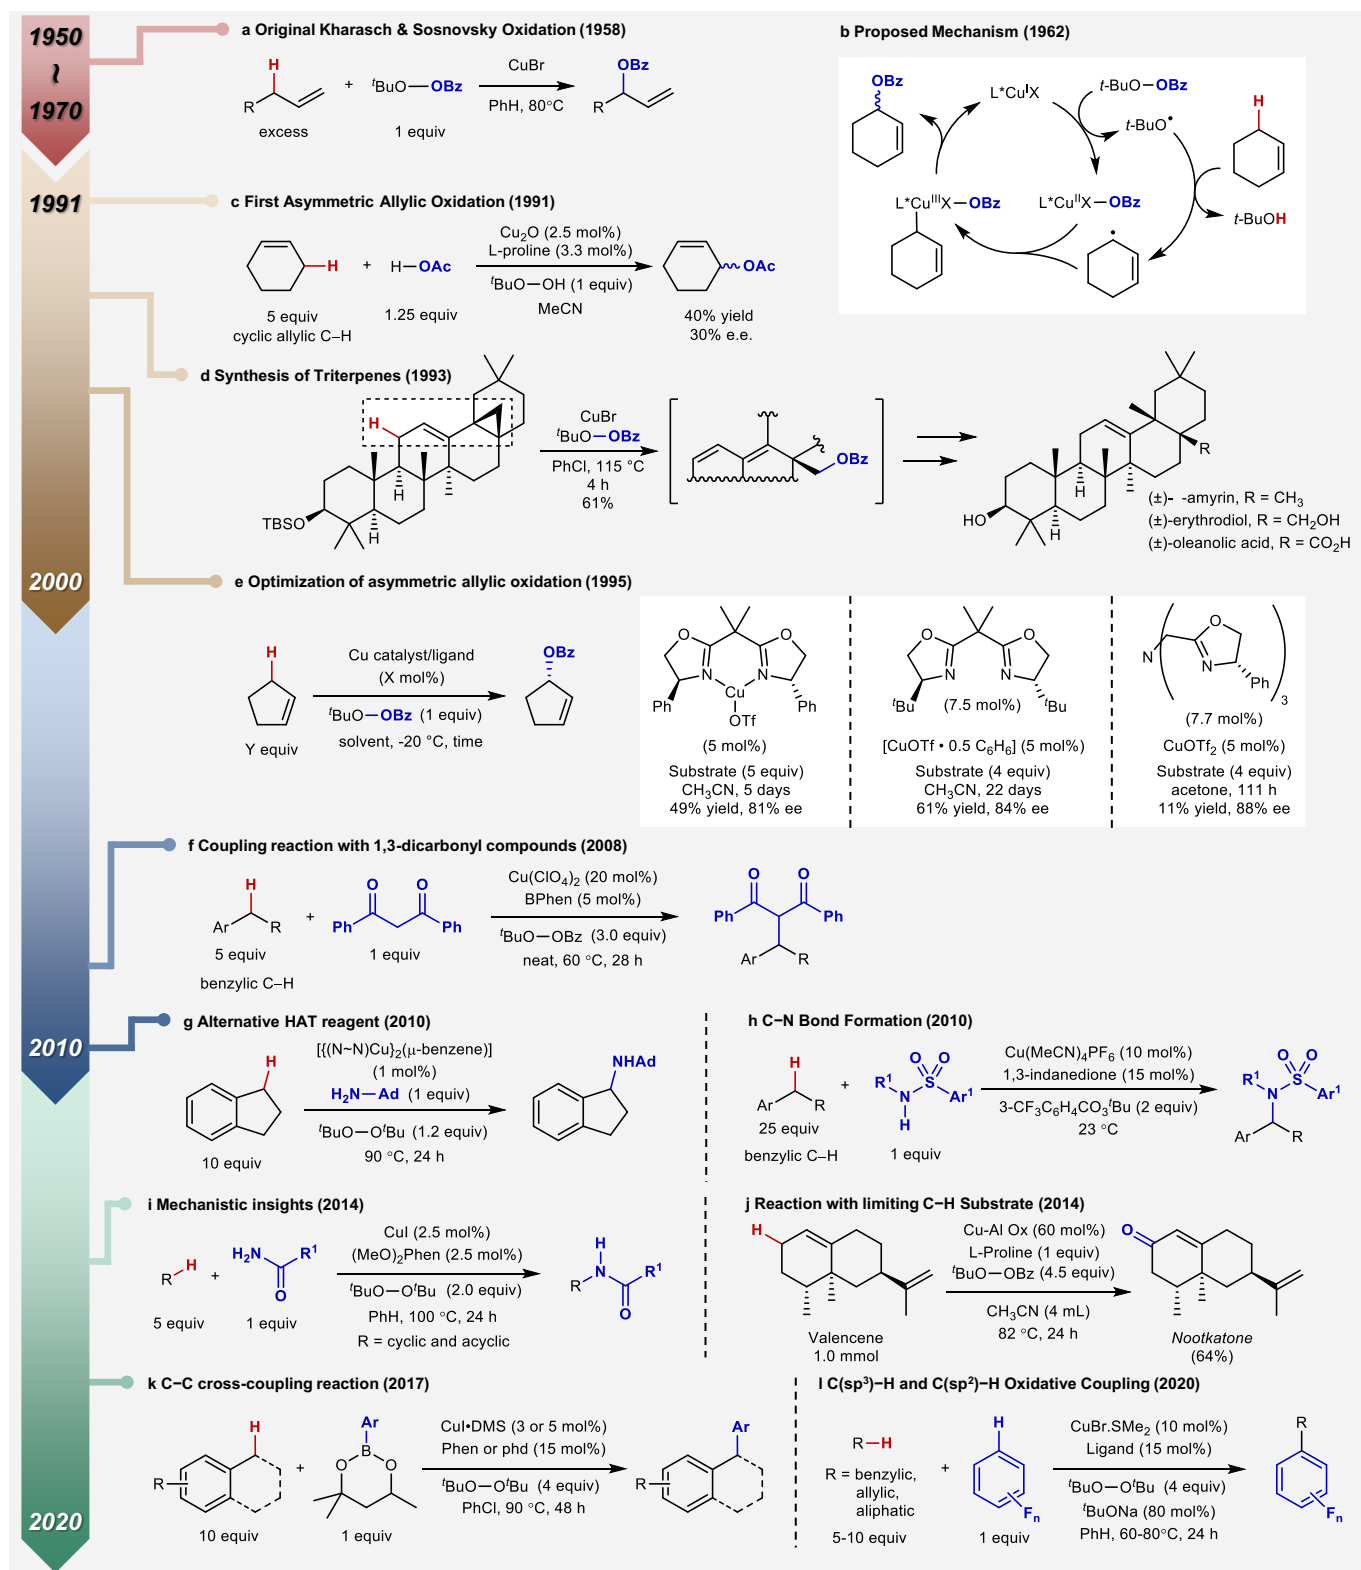 1950
~
1970
1991
2000
2010
2020
a Original Kharasch & Sosnovsky Oxidation (1958)
H
R
excess
+
ᵗBuO—OBz
1 equiv
CuBr
PhH, 80°C
OBz
R
b Proposed Mechanism (1962)
OBz
L*CuᴵX
t-BuO—OBz
t-BuO•
H
t-BuOH
L*CuᴵᴵᴵX—OBz
L*CuᴵᴵX—OBz
c First Asymmetric Allylic Oxidation (1991)
H
5 equiv
cyclic allylic C–H
+
H—OAc
1.25 equiv
Cu₂O (2.5 mol%)
L-proline (3.3 mol%)
ᵗBuO—OH (1 equiv)
MeCN
OAc
40% yield
30% e.e.
d Synthesis of Triterpenes (1993)
H
H
H
TBSO
CuBr
ᵗBuO—OBz
PhCl, 115 °C
4 h
61%
OBz
H
H
HO
R
(±)- -amyrin, R = CH₃
(±)-erythrodiol, R = CH₂OH
(±)-oleanolic acid, R = CO₂H
e Optimization of asymmetric allylic oxidation (1995)
H
Y equiv
Cu catalyst/ligand
(X mol%)
ᵗBuO—OBz (1 equiv)
solvent, -20 °C, time
OBz
O O
N N
Cu
Ph OTf Ph
(5 mol%)
Substrate (5 equiv)
CH₃CN, 5 days
49% yield, 81% ee
O O
N N
ᵗBu (7.5 mol%) ᵗBu
[CuOTf • 0.5 C₆H₆] (5 mol%)
Substrate (4 equiv)
CH₃CN, 22 days
61% yield, 84% ee
O
N N
Ph
3
(7.7 mol%)
CuOTf₂ (5 mol%)
Substrate (4 equiv)
acetone, 111 h
11% yield, 88% ee
f Coupling reaction with 1,3-dicarbonyl compounds (2008)
H
Ar R
5 equiv
benzylic C–H
+
O O
Ph Ph
1 equiv
Cu(ClO₄)₂ (20 mol%)
BPhen (5 mol%)
ᵗBuO—OBz (3.0 equiv)
neat, 60 °C, 28 h
O O
Ph Ph
Ar R
g Alternative HAT reagent (2010)
H
10 equiv
[{(N~N)Cu}₂(μ-benzene)]
(1 mol%)
H₂N—Ad (1 equiv)
ᵗBuO—OᵗBu (1.2 equiv)
90 °C, 24 h
NHAd
h C–N Bond Formation (2010)
H
Ar R
25 equiv
benzylic C–H
+
O O
R¹ S
N Ar¹
H
1 equiv
Cu(MeCN)₄PF₆ (10 mol%)
1,3-indanedione (15 mol%)
3-CF₃C₆H₄CO₃ᵗBu (2 equiv)
23 °C
O O
R¹ S
N Ar¹
Ar R
i Mechanistic insights (2014)
R H
5 equiv
+
H₂N R¹
O
1 equiv
CuI (2.5 mol%)
(MeO)₂Phen (2.5 mol%)
ᵗBuO—OᵗBu (2.0 equiv)
PhH, 100 °C, 24 h
R = cyclic and acyclic
H
R N R¹
O
j Reaction with limiting C–H Substrate (2014)
H
Valencene
1.0 mmol
Cu-Al Ox (60 mol%)
L-Proline (1 equiv)
ᵗBuO—OBz (4.5 equiv)
CH₃CN (4 mL)
82 °C, 24 h
O
Nootkatone
(64%)
k C–C cross-coupling reaction (2017)
H
R
10 equiv
+
Ar
B
O O
1 equiv
CuI•DMS (3 or 5 mol%)
Phen or phd (15 mol%)
ᵗBuO—OᵗBu (4 equiv)
PhCl, 90 °C, 48 h
Ar
R
l C(sp³)–H and C(sp²)–H Oxidative Coupling (2020)
R—H
R = benzylic,
allylic,
aliphatic
5-10 equiv
+
H
Fn
1 equiv
CuBr.SMe₂ (10 mol%)
Ligand (15 mol%)
ᵗBuO—OᵗBu (4 equiv)
ᵗBuONa (80 mol%)
PhH, 60-80°C, 24 h
R
Fn